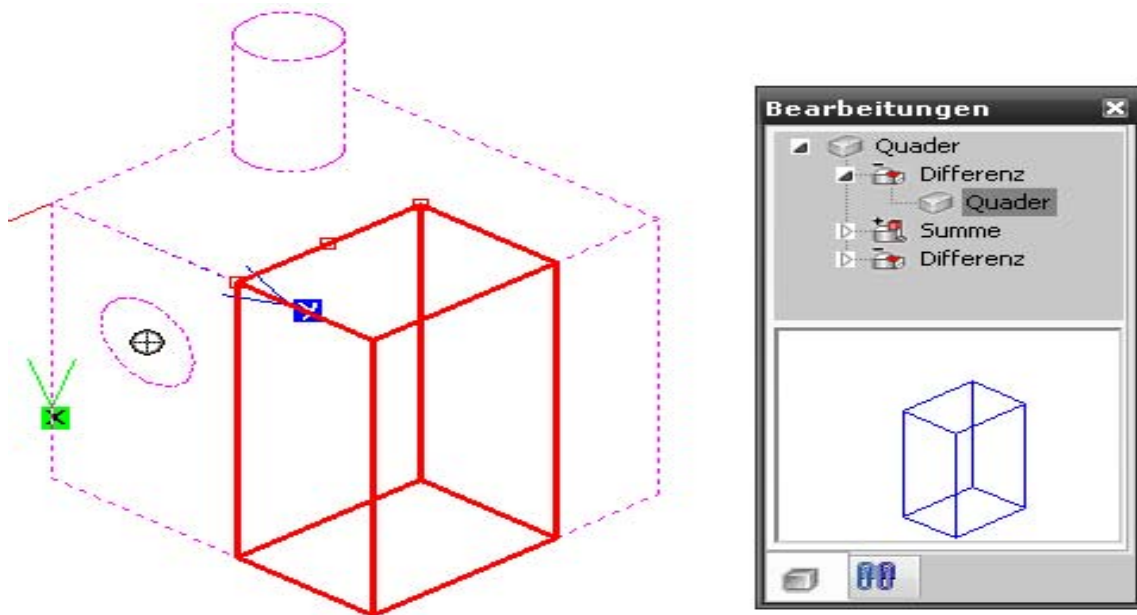 Bearbeitungen
Quader
Differenz
Quader
Summe
Differenz
Y
X